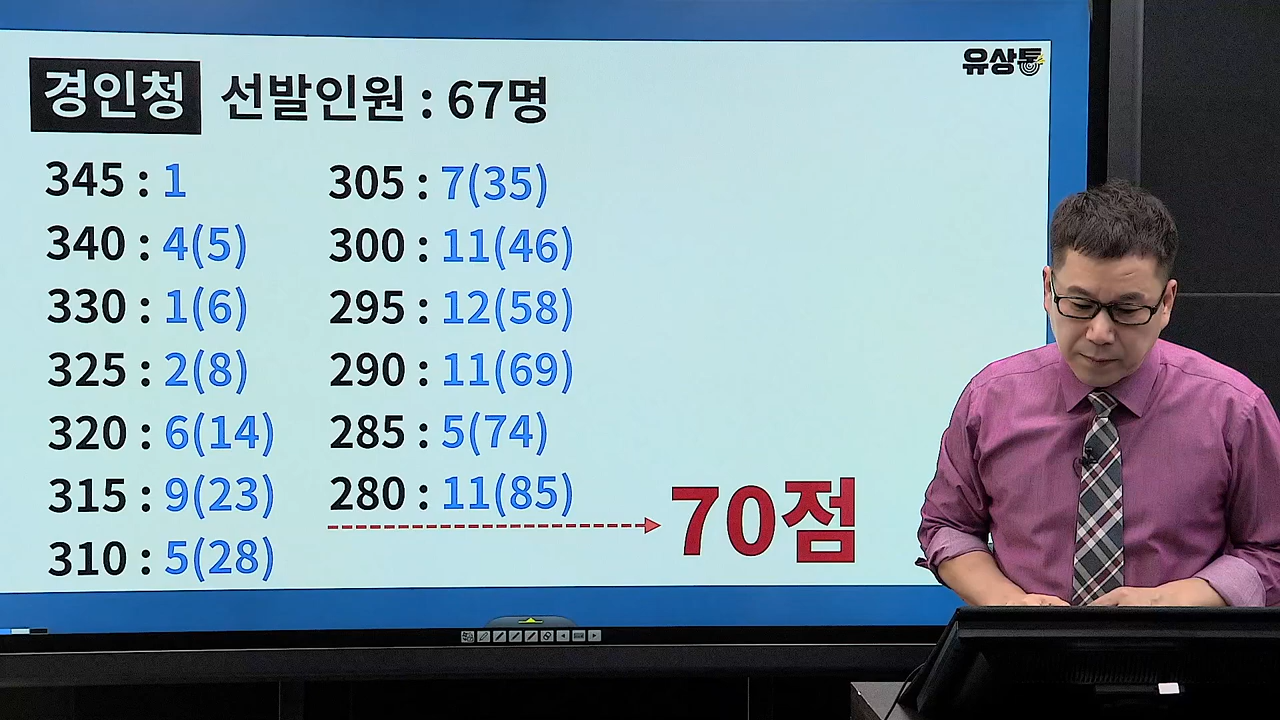 유상통
경인청 선발인원 : 67명
345 : 1
340 : 4(5)
330 : 1(6)
325 : 2(8)
320 : 6(14)
315 : 9(23)
310 : 5(28)
305 : 7(35)
300 : 11(46)
295 : 12(58)
290 : 11(69)
285 : 5(74)
280 : 11(85)
70점